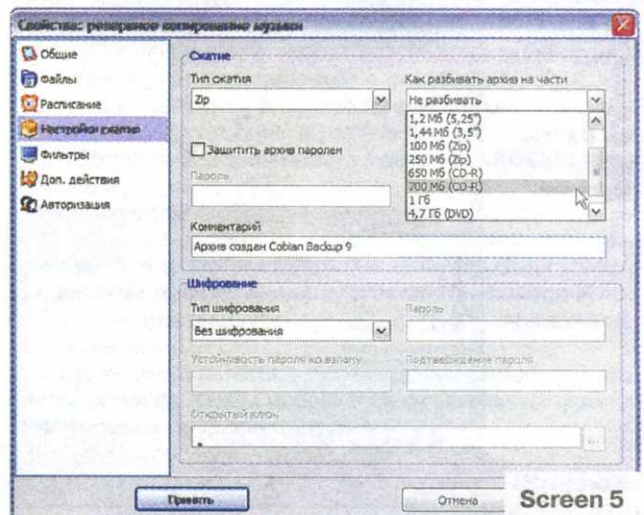 Свойства: резервное копирование музыки
Общие
Файлы
Расписание
Настройки сжатия
Фильтры
Доп. действия
Авторизация
Сжатие
Тип сжатия
Zip
Как разбивать архив на части
Не разбивать
1,2 Мб (5,25")
1,44 Мб (3,5")
100 Мб (Zip)
250 Мб (Zip)
650 Мб (CD-R)
700 Мб (CD-R)
1 Гб
4,7 Гб (DVD)
Защитить архив паролем
Пароль
Комментарий
Архив создан Cobian Backup 9
Шифрование
Тип шифрования
Без шифрования
Пароль
Устойчивость пароля ко взлому
Подтверждение пароля
Открытый ключ
...
Принять
Отмена
Screen 5